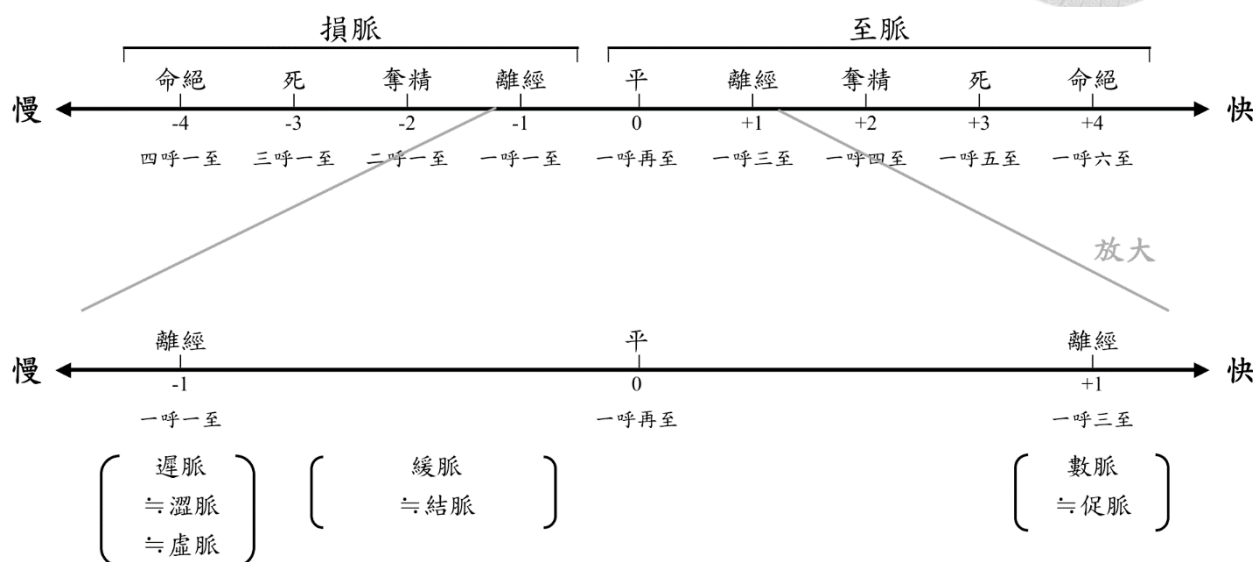 損脈 至脈
命絕 死 奪精 離經 平 離經 奪精 死 命絕
慢 快
-4 -3 -2 -1 0 +1 +2 +3 +4
四呼一至 三呼一至 二呼一至 一呼一至 一呼再至 一呼三至 一呼四至 一呼五至 一呼六至
放大
離經 平 離經
慢 快
-1 0 +1
一呼一至 一呼再至 一呼三至
遲脈 緩脈 數脈
≒澀脈 ≒結脈 ≒促脈
≒虛脈